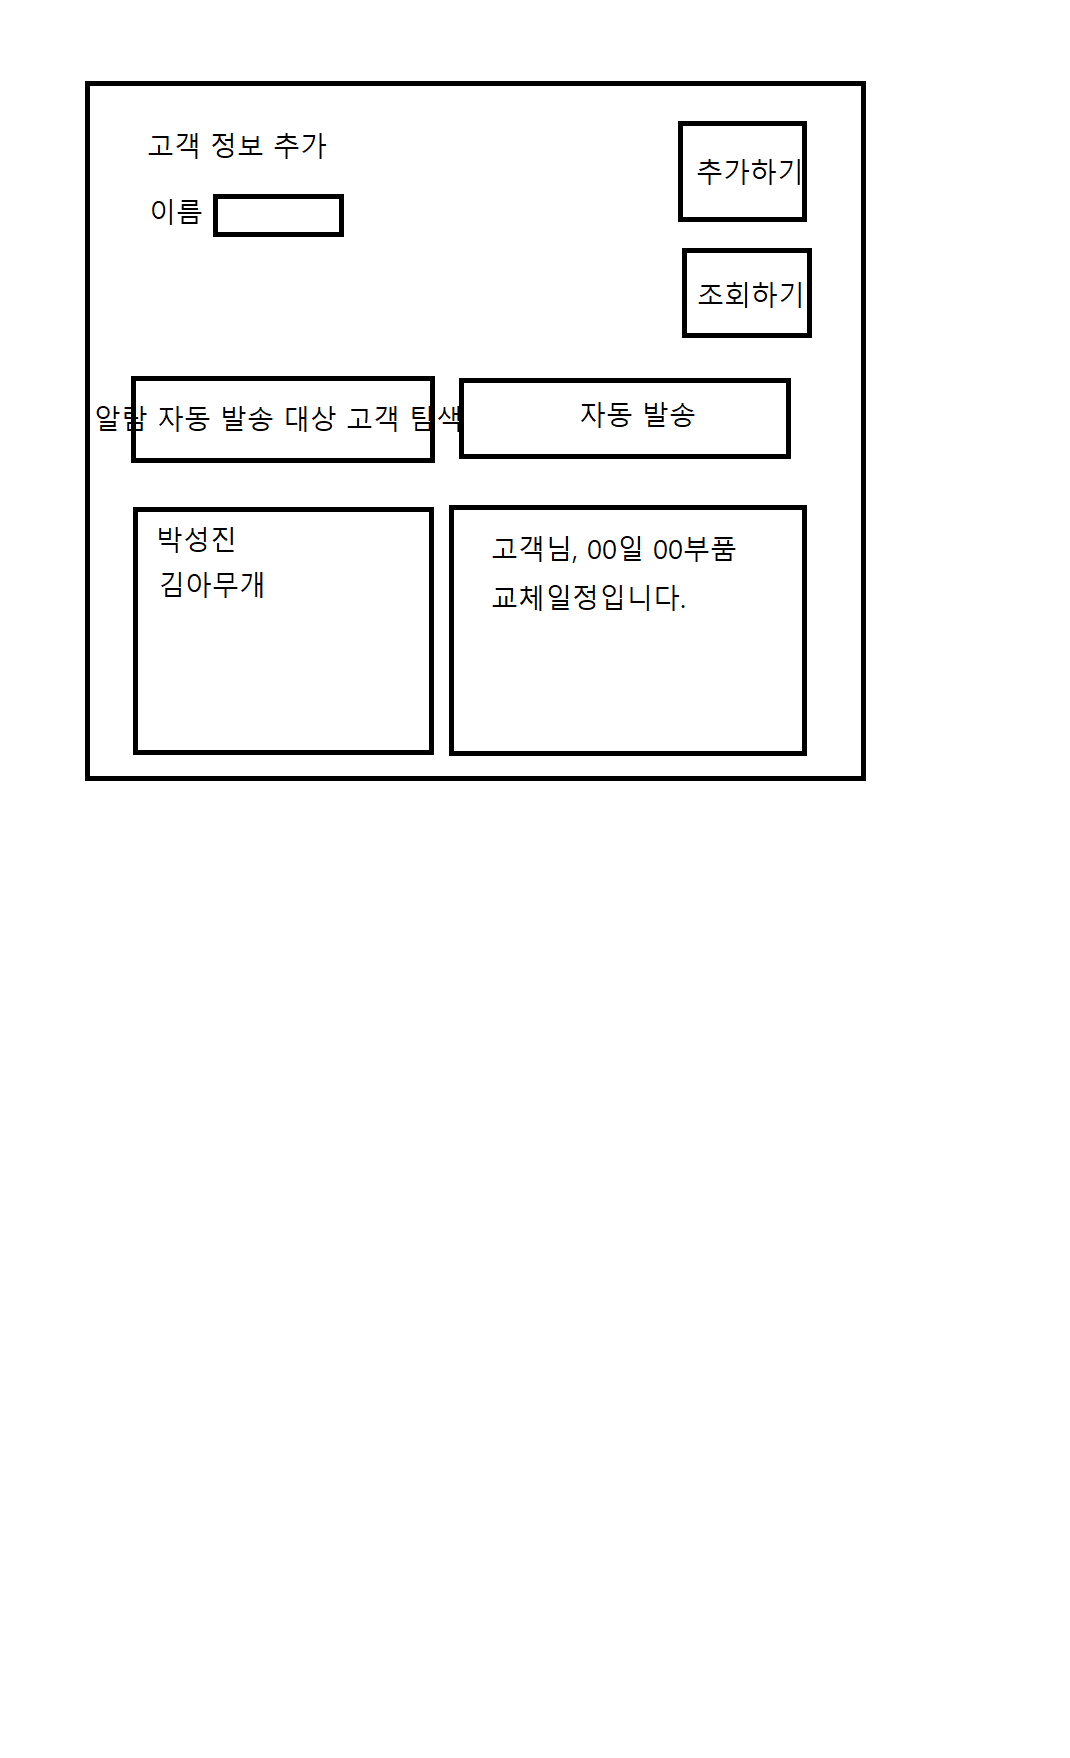 고객 정보 추가
추가하기
이름
조회하기
알람 자동 발송 대상 고객 탐색
자동 발송
박성진
김아무개
고객님, 00일 00부품
교체일정입니다.